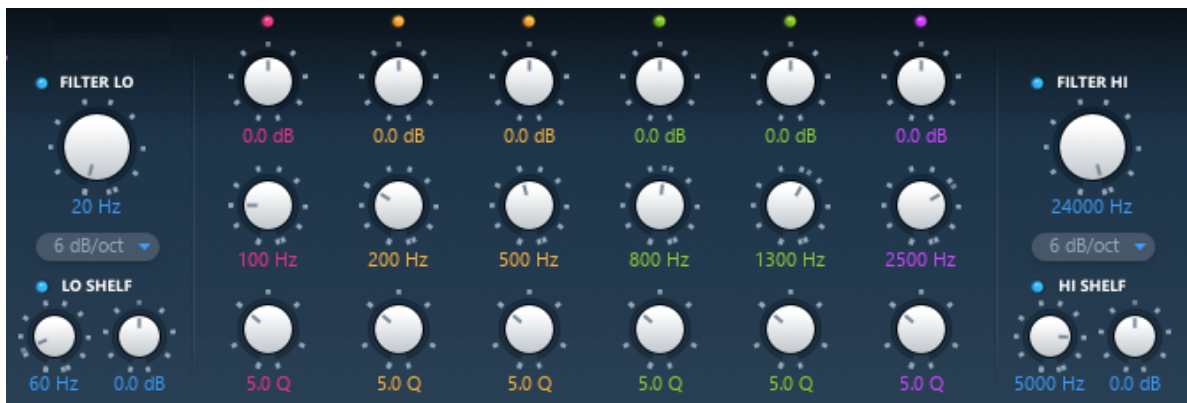 FILTER LO
20 Hz
6 dB/oct
LO SHELF
60 Hz 0.0 dB
0.0 dB 0.0 dB 0.0 dB 0.0 dB 0.0 dB 0.0 dB
100 Hz 200 Hz 500 Hz 800 Hz 1300 Hz 2500 Hz
5.0 Q 5.0 Q 5.0 Q 5.0 Q 5.0 Q 5.0 Q
FILTER HI
24000 Hz
6 dB/oct
HI SHELF
5000 Hz 0.0 dB